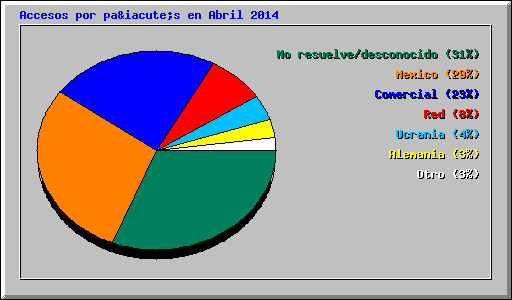 Accesos por pa&iacute;s en Abril 2014
No resuelve/desconocido (31%)
Mexico (29%)
Comercial (23%)
Red (8%)
Ucrania (4%)
Alemania (3%)
Otro (3%)